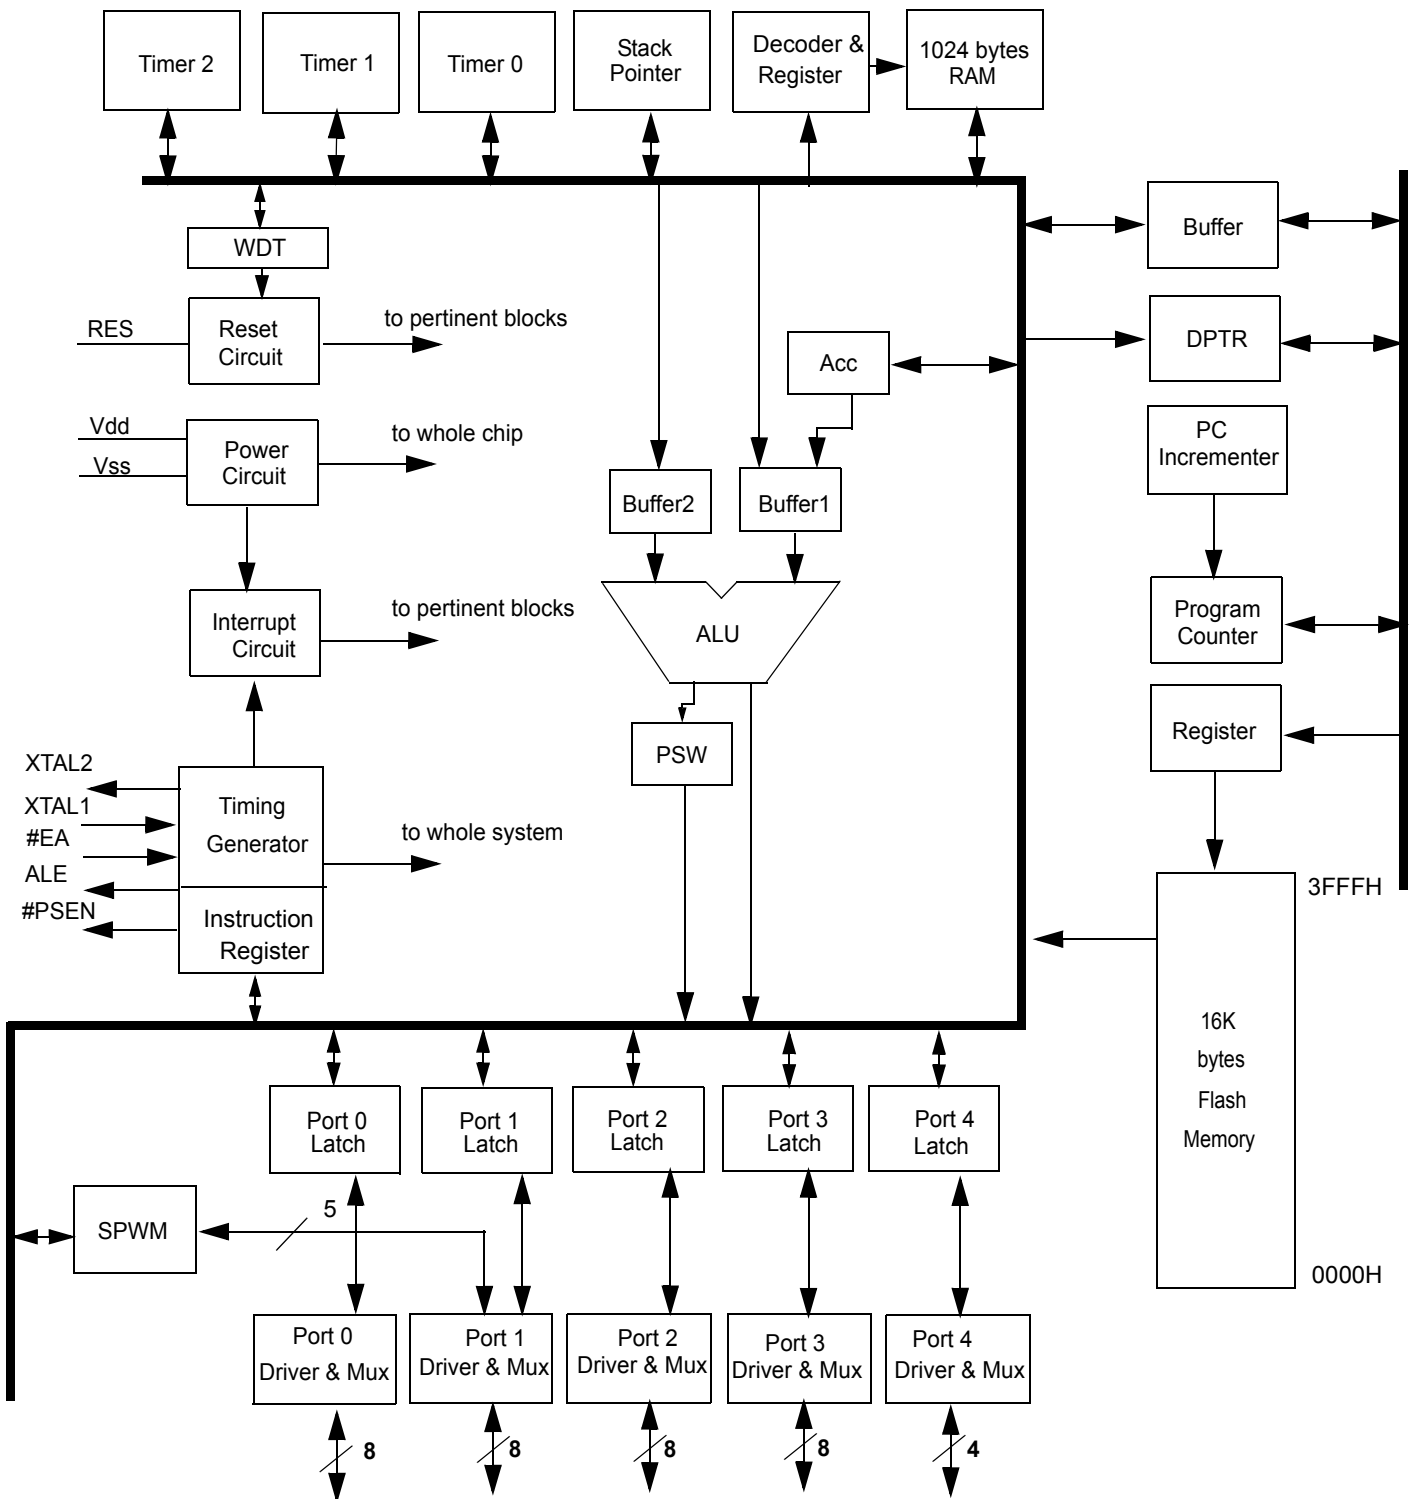 Timer 2
Timer 1
Timer 0
Stack
Pointer
Decoder &
Register
1024 bytes
RAM
WDT
Buffer
RES
Reset
Circuit
to pertinent blocks
Acc
DPTR
Vdd
Vss
Power
Circuit
to whole chip
PC
Incrementer
Buffer2
Buffer1
Interrupt
Circuit
to pertinent blocks
ALU
Program
Counter
PSW
Register
XTAL2
XTAL1
#EA
ALE
#PSEN
Timing
Generator
to whole system
Instruction
Register
3FFFH
16K
bytes
Flash
Memory
0000H
Port 0
Latch
Port 1
Latch
Port 2
Latch
Port 3
Latch
Port 4
Latch
SPWM
5
Port 0
Driver & Mux
Port 1
Driver & Mux
Port 2
Driver & Mux
Port 3
Driver & Mux
Port 4
Driver & Mux
8
8
8
8
4